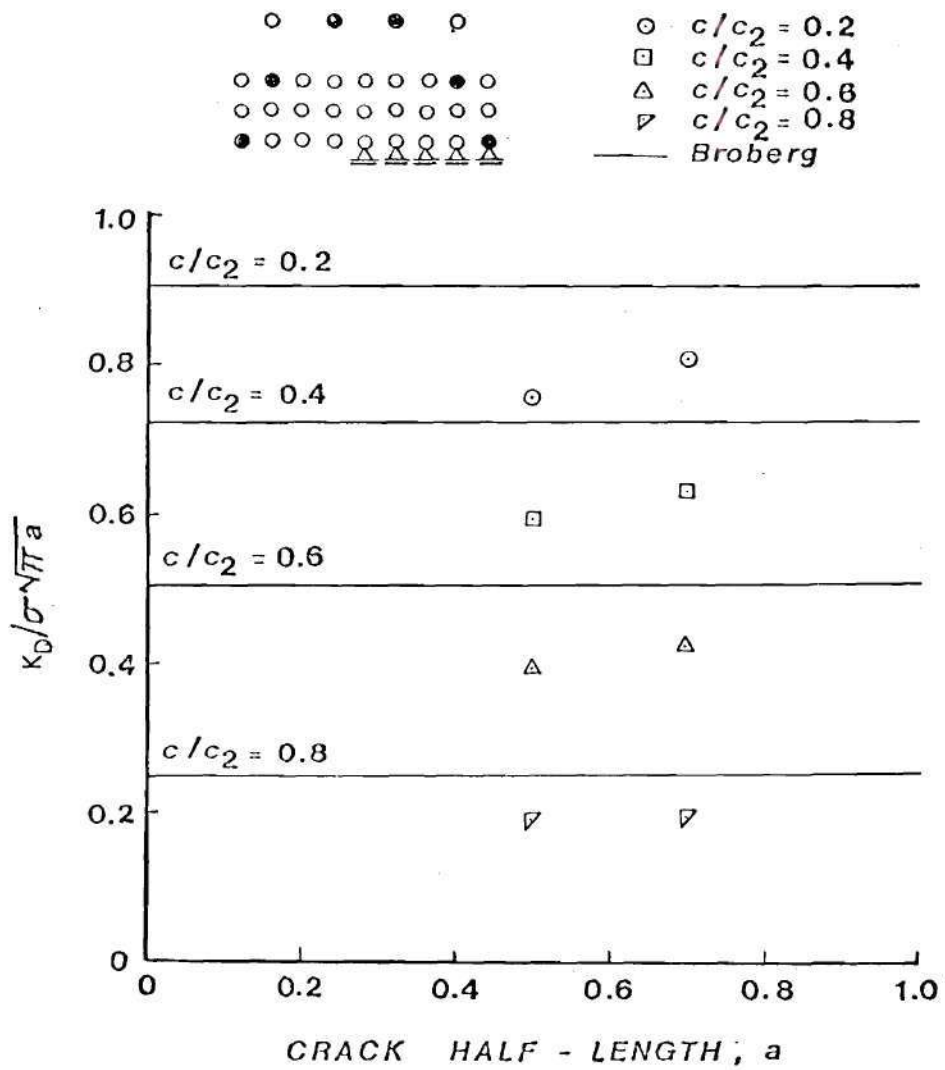 c/c2 = 0.2
c/c2 = 0.4
c/c2 = 0.6
c/c2 = 0.8
Broberg
1.0
0.8
0.6
0.4
0.2
0
KD/σ√πa
c/c2 = 0.2
c/c2 = 0.4
c/c2 = 0.6
c/c2 = 0.8
0 0.2 0.4 0.6 0.8 1.0
CRACK HALF - LENGTH, a